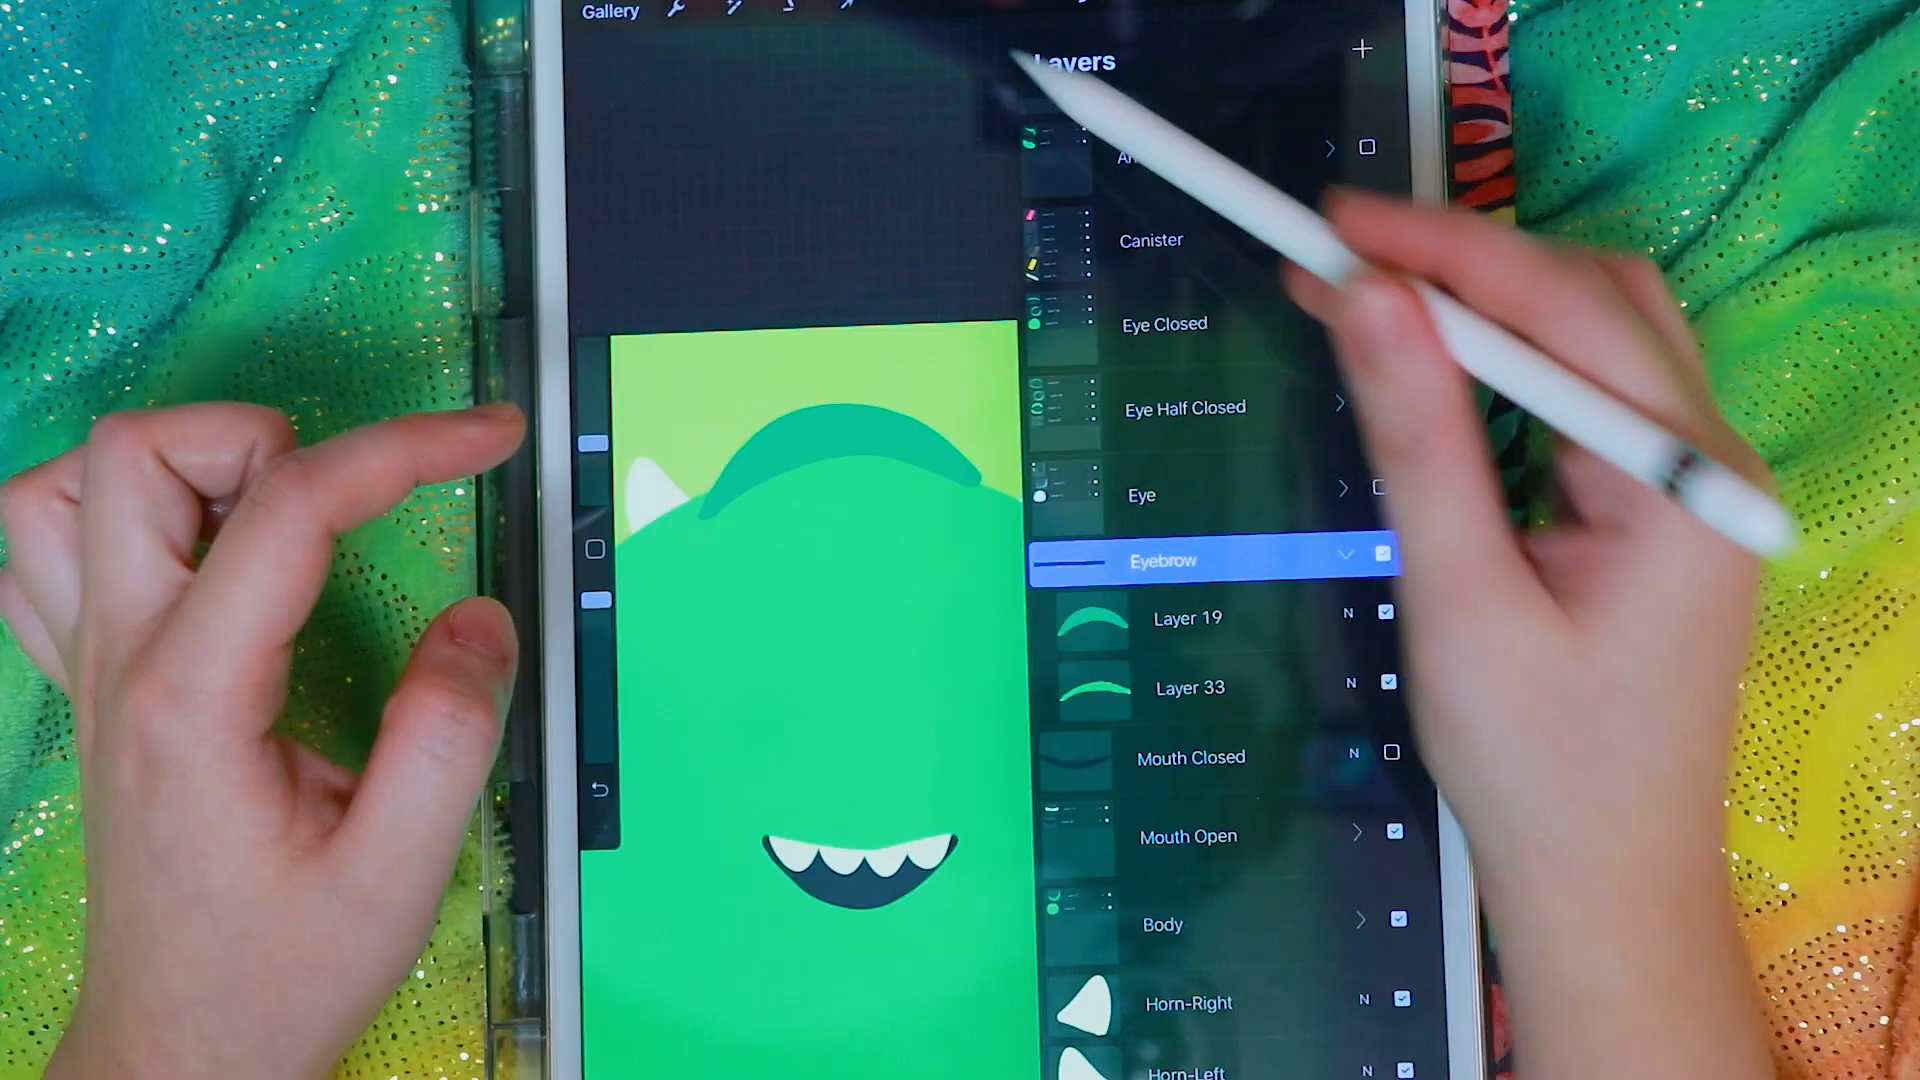 Gallery
Layers
Canister
Eye Closed
Eye Half Closed
Eye
Eyebrow
Layer 19 N
Layer 33 N
Mouth Closed N
Mouth Open
Body
Horn-Right N
Horn-Left N